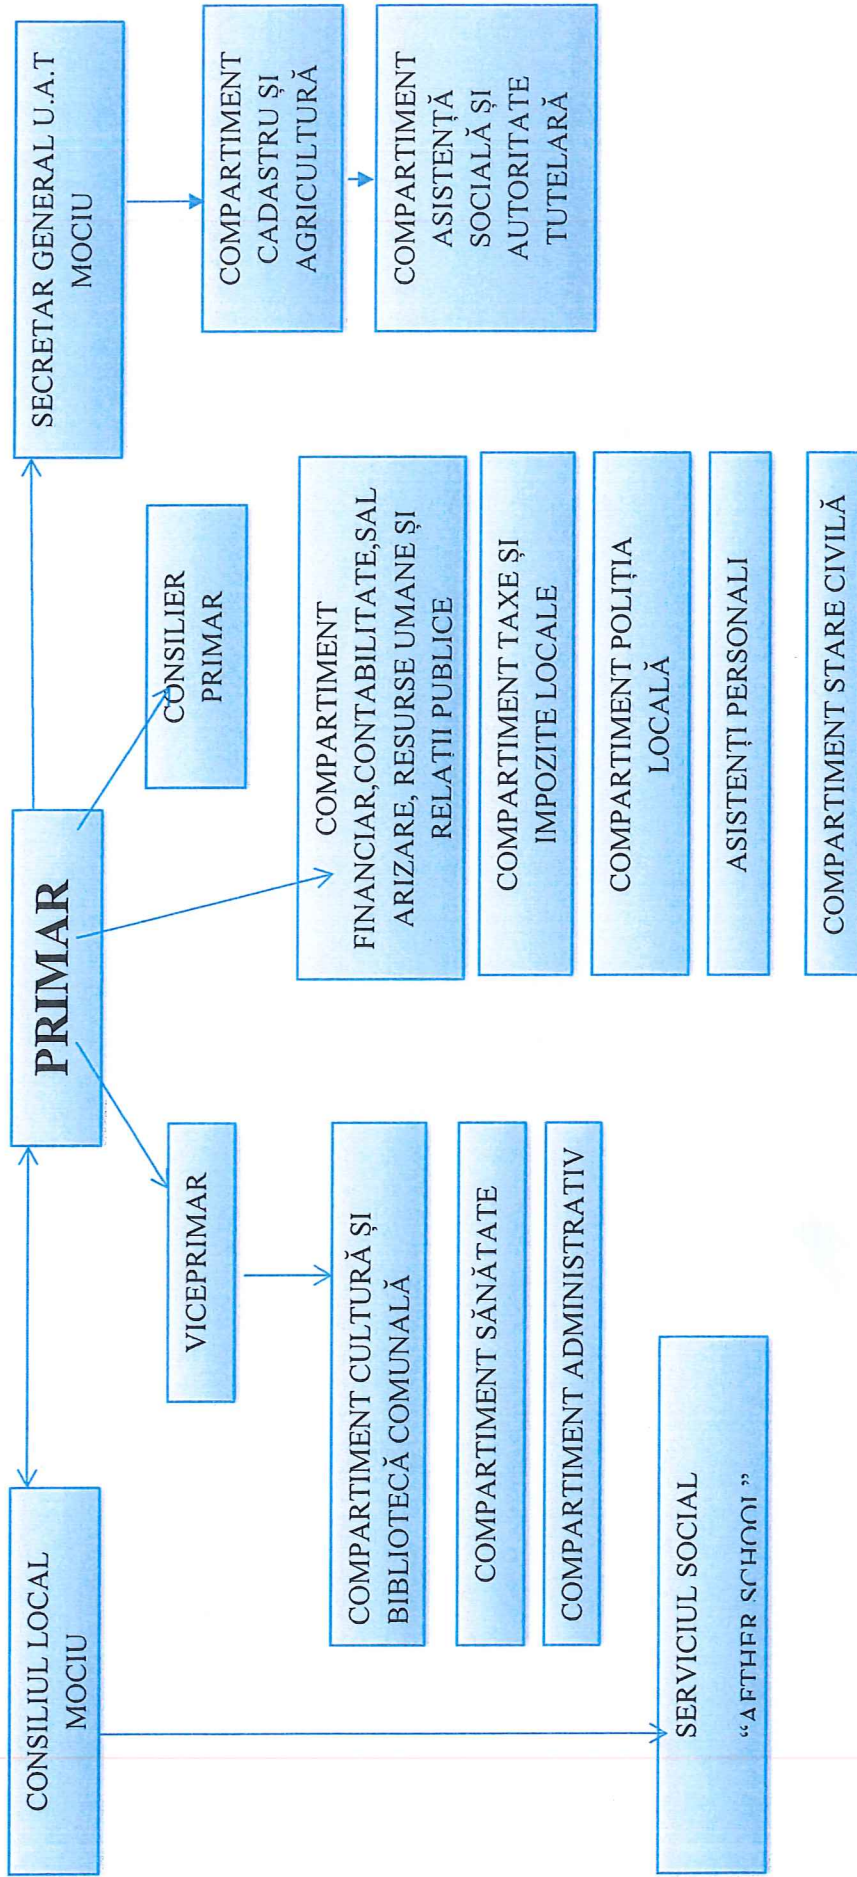 CONSILIUL LOCAL
MOCIU
PRIMAR
SECRETAR GENERAL U.A.T
MOCIU
VICEPRIMAR
CONSILIER
PRIMAR
COMPARTIMENT CULTURĂ ȘI
BIBLIOTECĂ COMUNALĂ
COMPARTIMENT SĂNĂTATE
COMPARTIMENT ADMINISTRATIV
SERVICIUL SOCIAL
“AFTHER SCHOOL”
COMPARTIMENT
FINANCIAR,CONTABILITATE,SAL
ARIZARE, RESURSE UMANE ȘI
RELAȚII PUBLICE
COMPARTIMENT TAXE ȘI
IMPOZITE LOCALE
COMPARTIMENT POLIȚIA
LOCALĂ
ASISTENȚI PERSONALI
COMPARTIMENT STARE CIVILĂ
COMPARTIMENT
CADASTRU ȘI
AGRICULTURĂ
COMPARTIMENT
ASISTENȚĂ
SOCIALĂ ȘI
AUTORITATE
TUTELARĂ